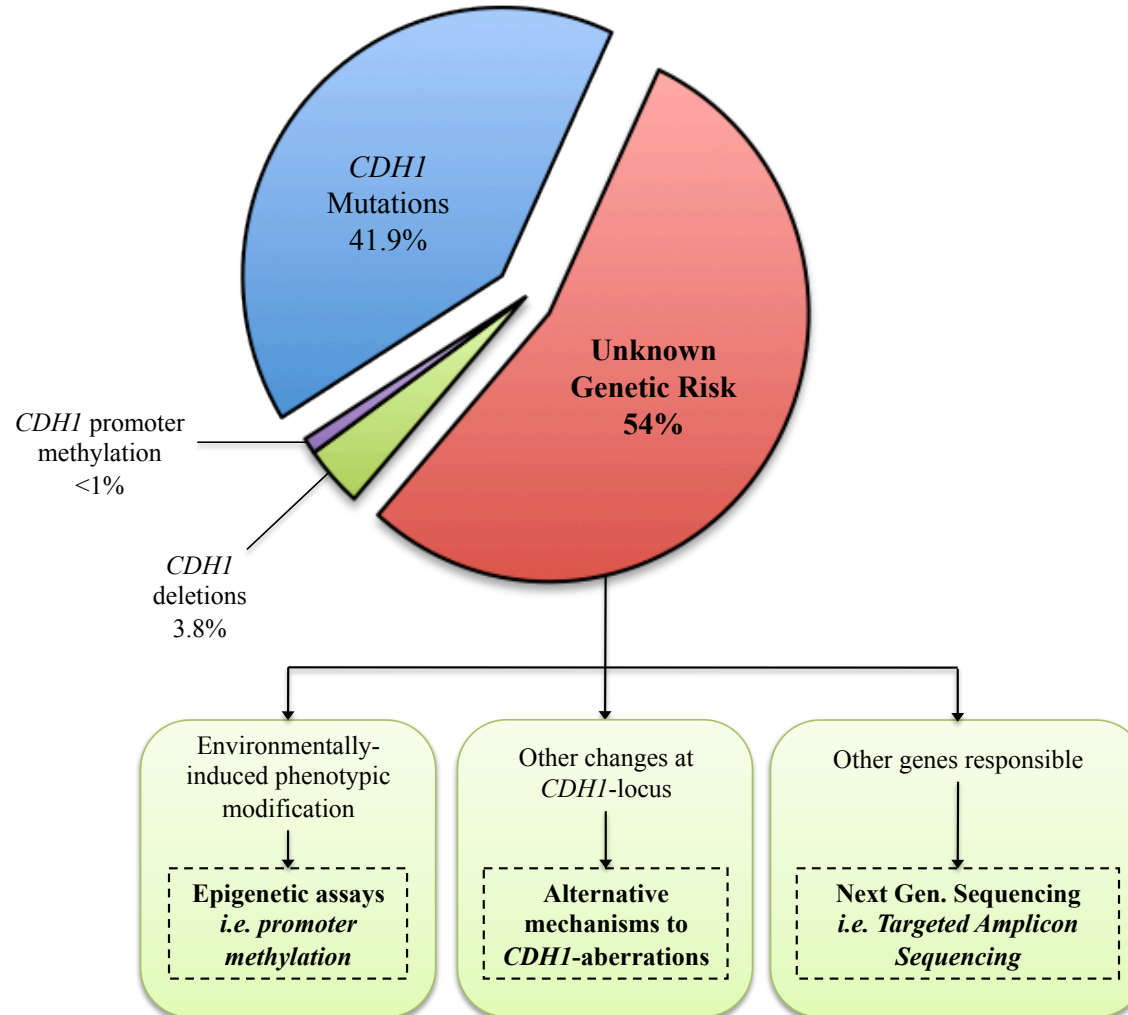 CDH1
Mutations
41.9%
Unknown
Genetic Risk
54%
CDH1 promoter
methylation
<1%
CDH1
deletions
3.8%
Environmentally-
induced phenotypic
modification
Epigenetic assays
i.e. promoter
methylation
Other changes at
CDH1-locus
Alternative
mechanisms to
CDH1-aberrations
Other genes responsible
Next Gen. Sequencing
i.e. Targeted Amplicon
Sequencing